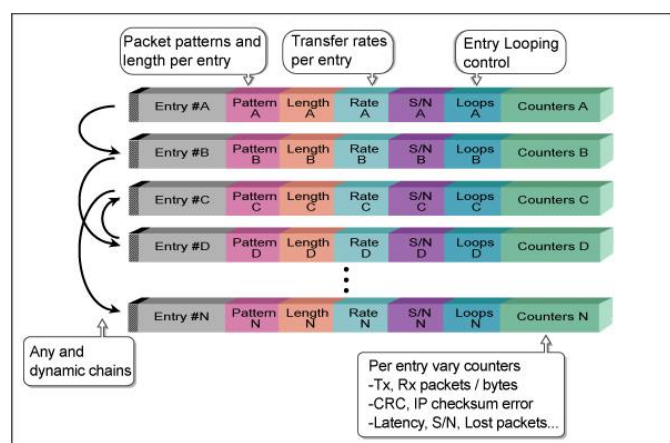 Packet patterns and
length per entry
Transfer rates
per entry
Entry Looping
control
Entry #A Pattern A Length A Rate A S/N A Loops A Counters A
Entry #B Pattern B Length B Rate B S/N B Loops B Counters B
Entry #C Pattern C Length C Rate C S/N C Loops C Counters C
Entry #D Pattern D Length D Rate D S/N D Loops D Counters D
Entry #N Pattern N Length N Rate N S/N N Loops N Counters N
Any and
dynamic chains
Per entry vary counters
-Tx, Rx packets / bytes
-CRC, IP checksum error
-Latency, S/N, Lost packets...